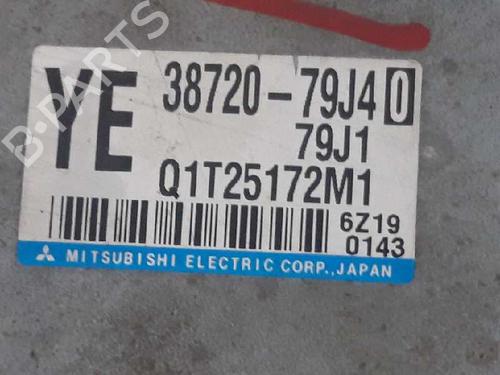 B-PARTS
YE
38720-79J40
79J1
Q1T25172M1
6Z19
0143
MITSUBISHI ELECTRIC CORP., JAPAN